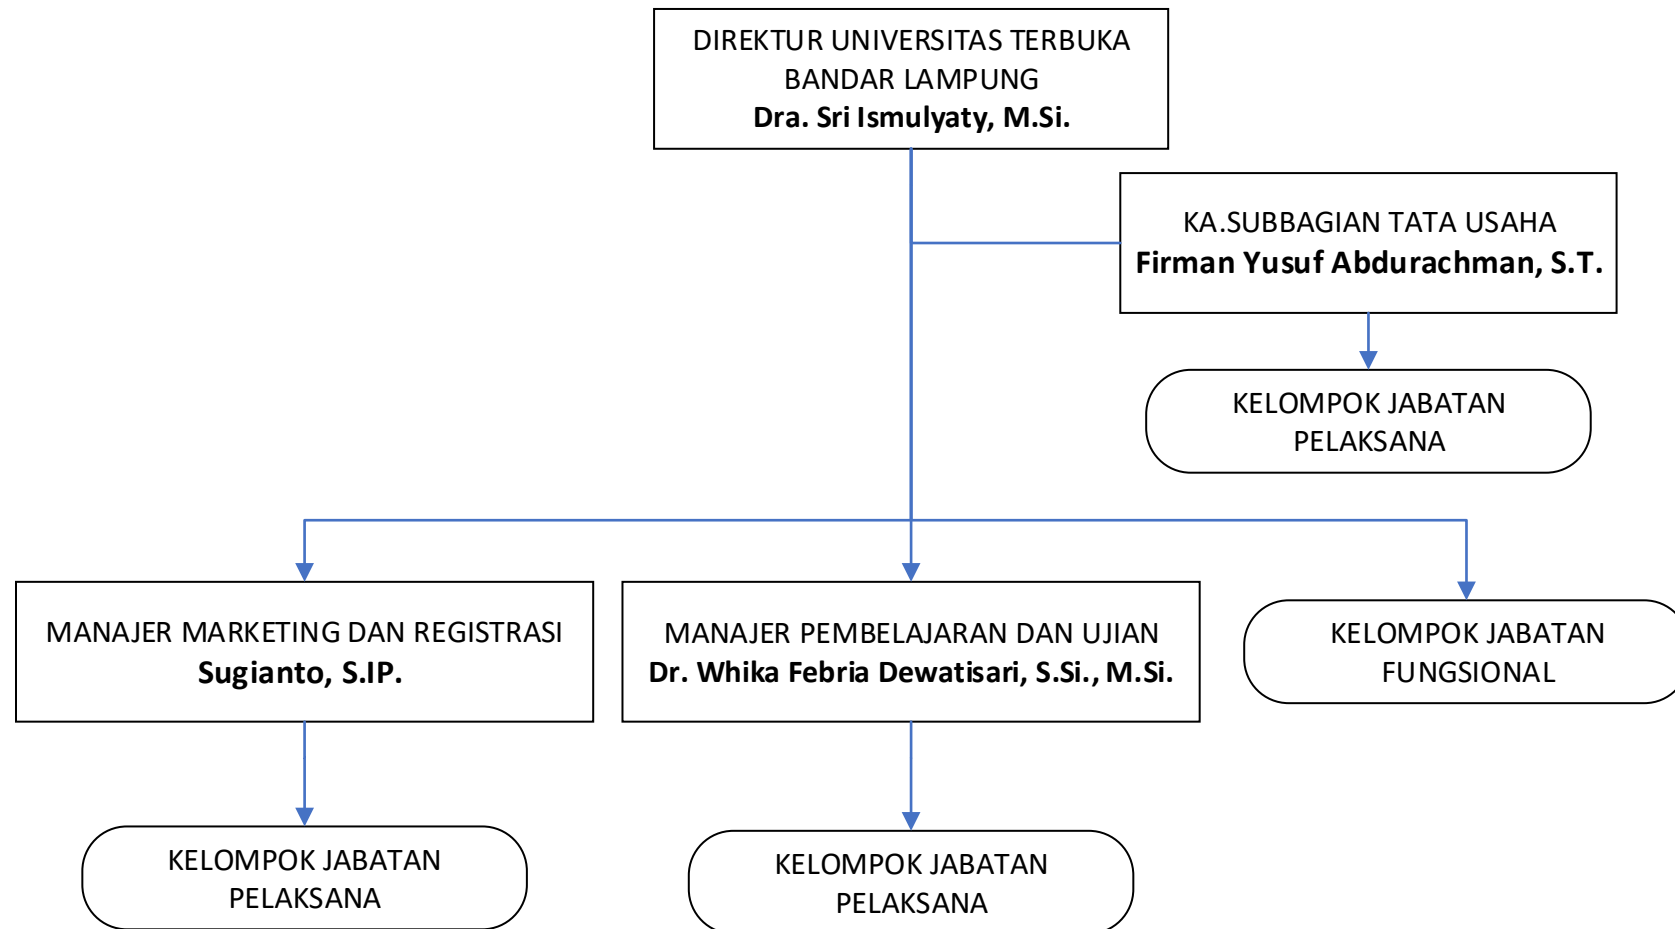 DIREKTUR UNIVERSITAS TERBUKA
BANDAR LAMPUNG
Dra. Sri Ismulyaty, M.Si.
KA.SUBBAGIAN TATA USAHA
Firman Yusuf Abdurachman, S.T.
KELOMPOK JABATAN
PELAKSANA
MANAJER MARKETING DAN REGISTRASI
Sugianto, S.IP.
MANAJER PEMBELAJARAN DAN UJIAN
Dr. Whika Febria Dewatisari, S.Si., M.Si.
KELOMPOK JABATAN
FUNGSIONAL
KELOMPOK JABATAN
PELAKSANA
KELOMPOK JABATAN
PELAKSANA